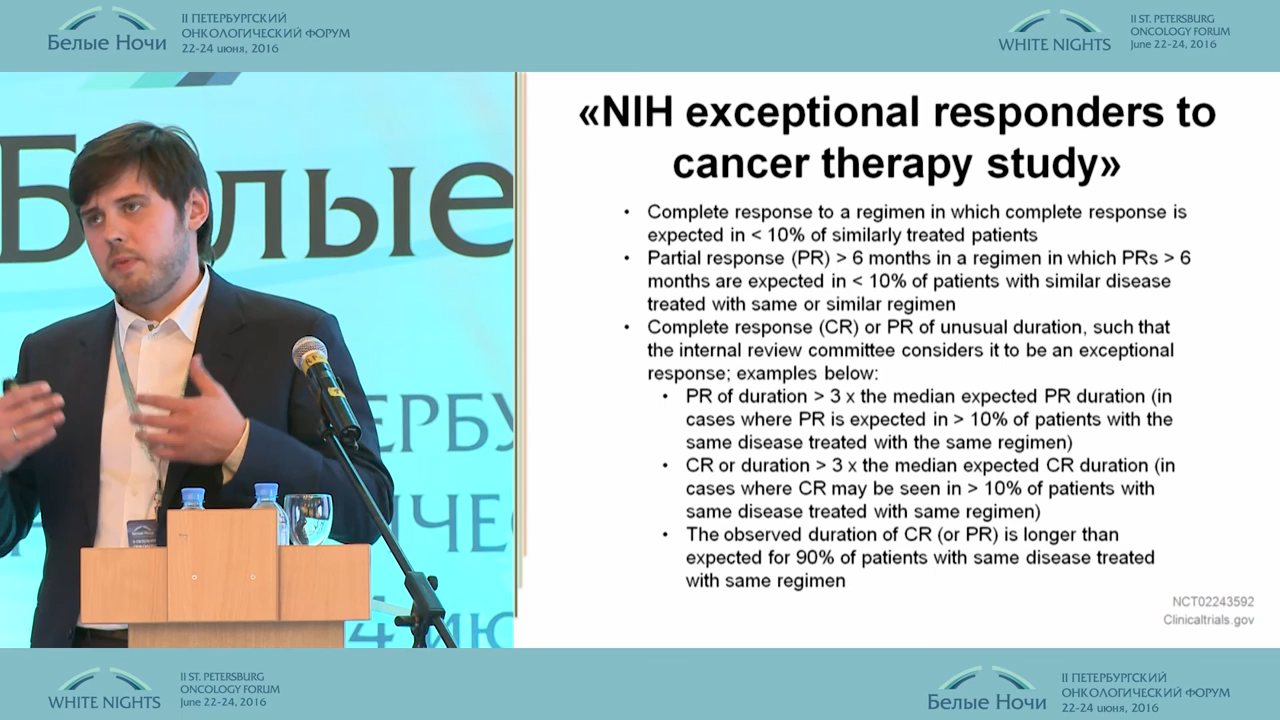 Белые Ночи
II ПЕТЕРБУРГСКИЙ
ОНКОЛОГИЧЕСКИЙ ФОРУМ
22-24 июня, 2016
WHITE NIGHTS
II ST. PETERSBURG
ONCOLOGY FORUM
June 22-24, 2016
Белые
ЕРБУ
ИЧЕС
4 ию
«NIH exceptional responders to
cancer therapy study»
• Complete response to a regimen in which complete response is
expected in < 10% of similarly treated patients
• Partial response (PR) > 6 months in a regimen in which PRs > 6
months are expected in < 10% of patients with similar disease
treated with same or similar regimen
• Complete response (CR) or PR of unusual duration, such that
the internal review committee considers it to be an exceptional
response; examples below:
• PR of duration > 3 x the median expected PR duration (in
cases where PR is expected in > 10% of patients with the
same disease treated with the same regimen)
• CR or duration > 3 x the median expected CR duration (in
cases where CR may be seen in > 10% of patients with
same disease treated with same regimen)
• The observed duration of CR (or PR) is longer than
expected for 90% of patients with same disease treated
with same regimen
NCT02243592
Clinicaltrials.gov
WHITE NIGHTS
II ST. PETERSBURG
ONCOLOGY FORUM
June 22-24, 2016
Белые Ночи
II ПЕТЕРБУРГСКИЙ
ОНКОЛОГИЧЕСКИЙ ФОРУМ
22-24 июня, 2016